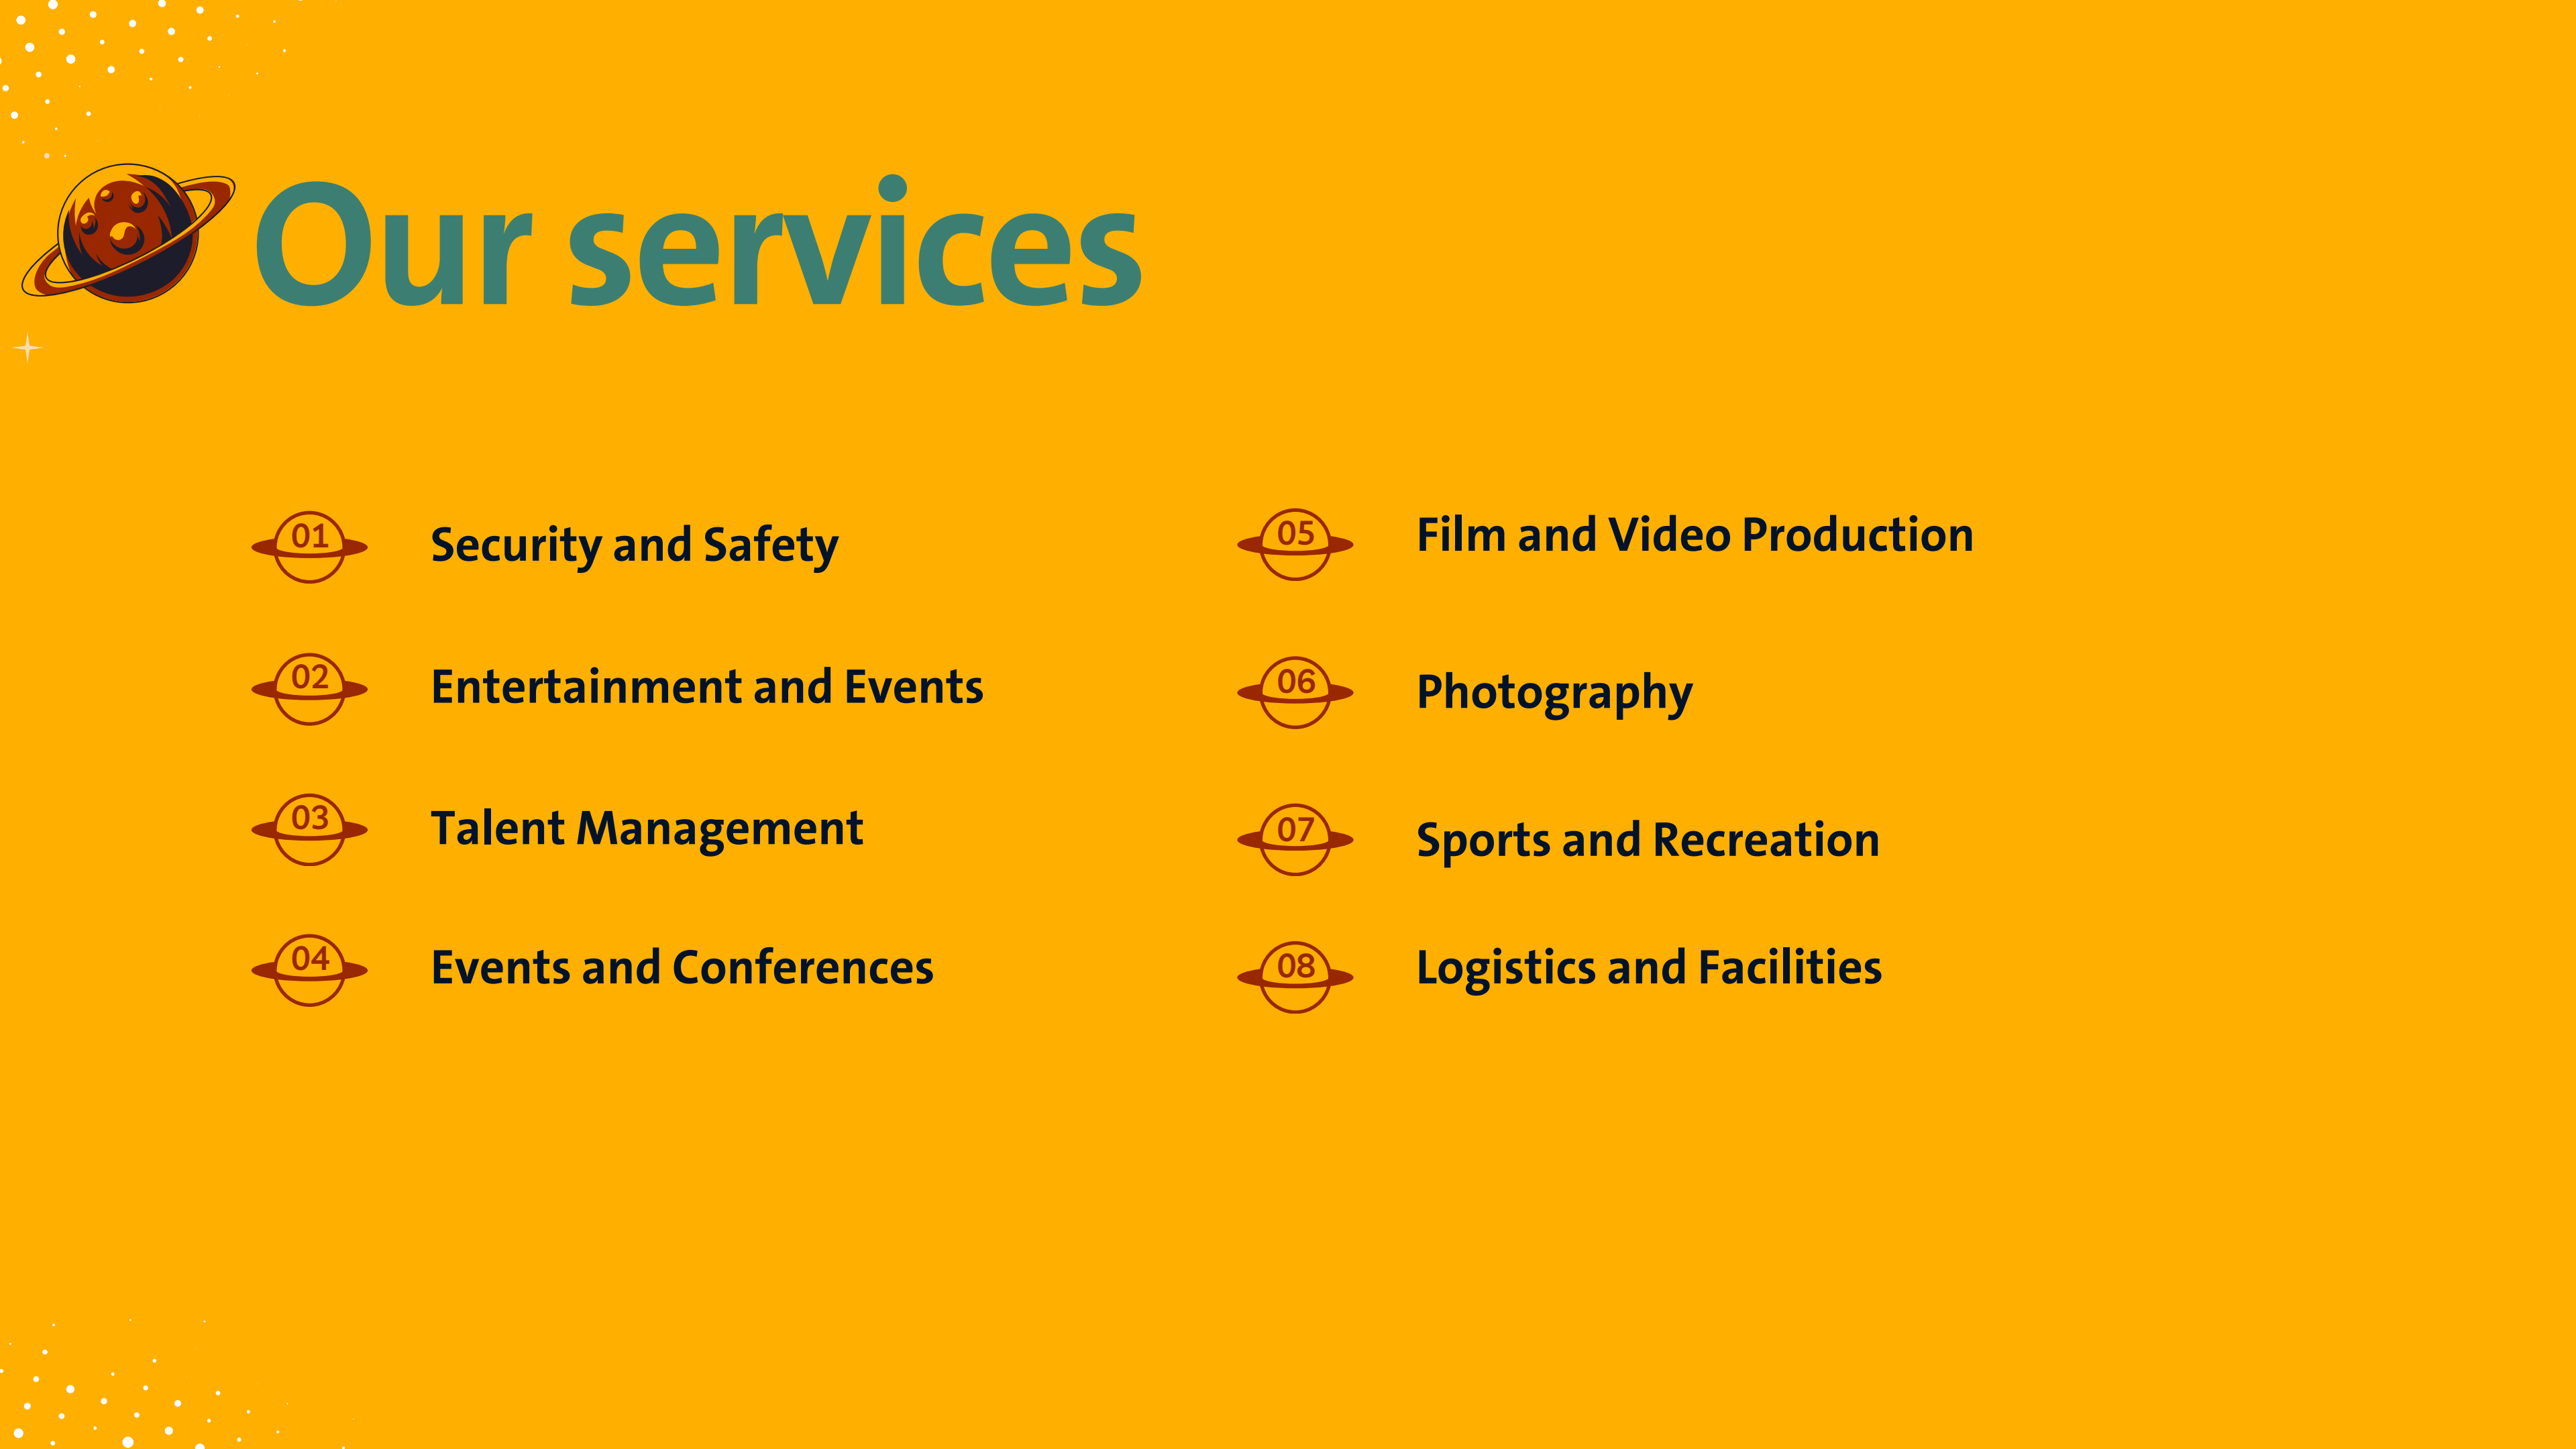 Our services
01 Security and Safety
02 Entertainment and Events
03 Talent Management
04 Events and Conferences
05 Film and Video Production
06 Photography
07 Sports and Recreation
08 Logistics and Facilities